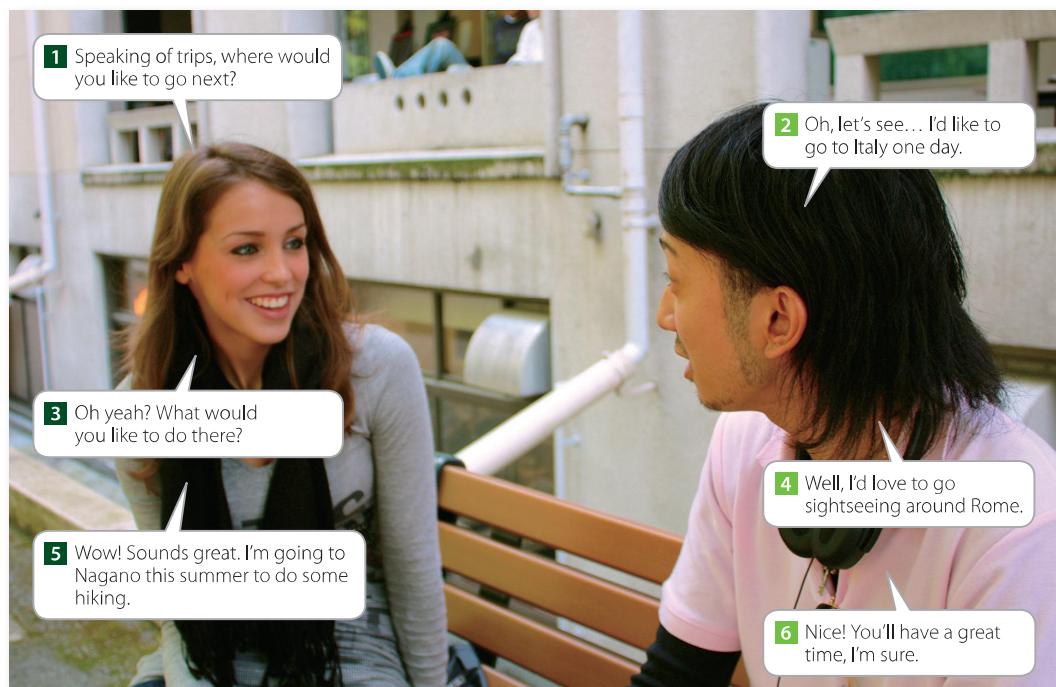 1 Speaking of trips, where would
you like to go next?
2 Oh, let's see… I'd like to
go to Italy one day.
3 Oh yeah? What would
you like to do there?
4 Well, I'd love to go
sightseeing around Rome.
5 Wow! Sounds great. I'm going to
Nagano this summer to do some
hiking.
6 Nice! You'll have a great
time, I'm sure.